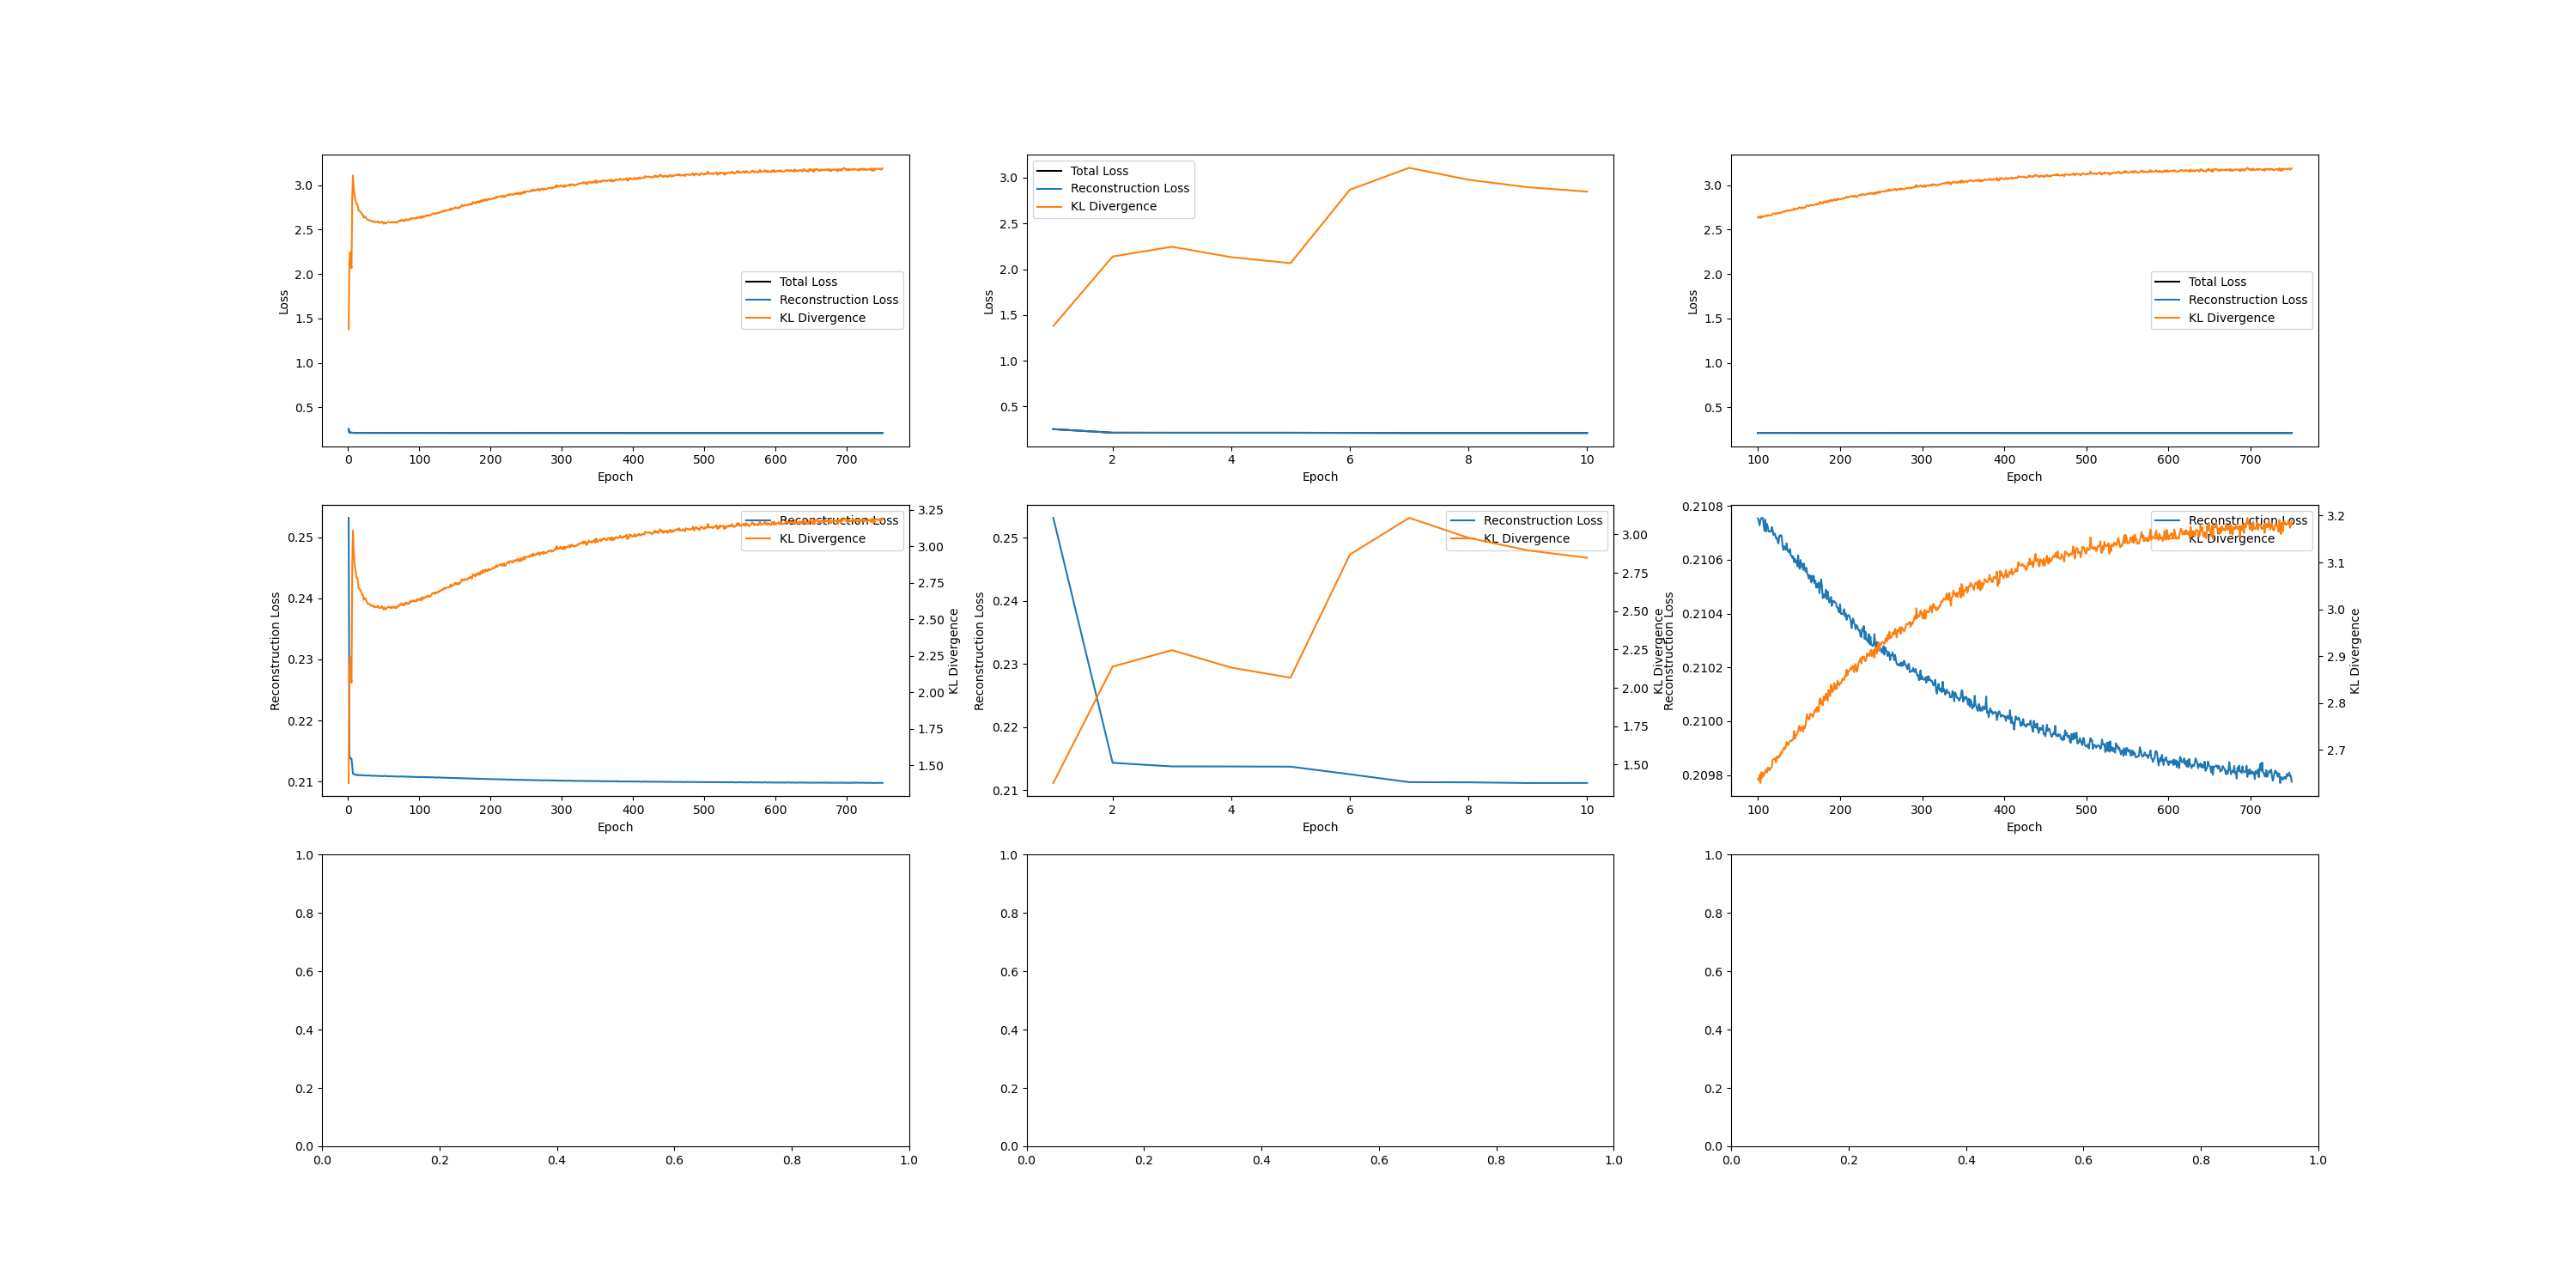 3.0
2.5
2.0
1.5
1.0
0.5
Loss
0 100 200 300 400 500 600 700
Epoch
Total Loss
Reconstruction Loss
KL Divergence
3.0
2.5
2.0
1.5
1.0
0.5
Loss
2 4 6 8 10
Epoch
Total Loss
Reconstruction Loss
KL Divergence
3.0
2.5
2.0
1.5
1.0
0.5
Loss
100 200 300 400 500 600 700
Epoch
Total Loss
Reconstruction Loss
KL Divergence
0.25
0.24
0.23
0.22
0.21
Reconstruction Loss
0 100 200 300 400 500 600 700
Epoch
Reconstruction Loss
KL Divergence
3.25
3.00
2.75
2.50
2.25
2.00
1.75
1.50
KL Divergence
0.25
0.24
0.23
0.22
0.21
Reconstruction Loss
2 4 6 8 10
Epoch
Reconstruction Loss
KL Divergence
3.00
2.75
2.50
2.25
2.00
1.75
1.50
KL Divergence
0.2108
0.2106
0.2104
0.2102
0.2100
0.2098
Reconstruction Loss
100 200 300 400 500 600 700
Epoch
Reconstruction Loss
KL Divergence
3.2
3.1
3.0
2.9
2.8
2.7
KL Divergence
1.0
0.8
0.6
0.4
0.2
0.0
0.0 0.2 0.4 0.6 0.8 1.0
1.0
0.8
0.6
0.4
0.2
0.0
0.0 0.2 0.4 0.6 0.8 1.0
1.0
0.8
0.6
0.4
0.2
0.0
0.0 0.2 0.4 0.6 0.8 1.0